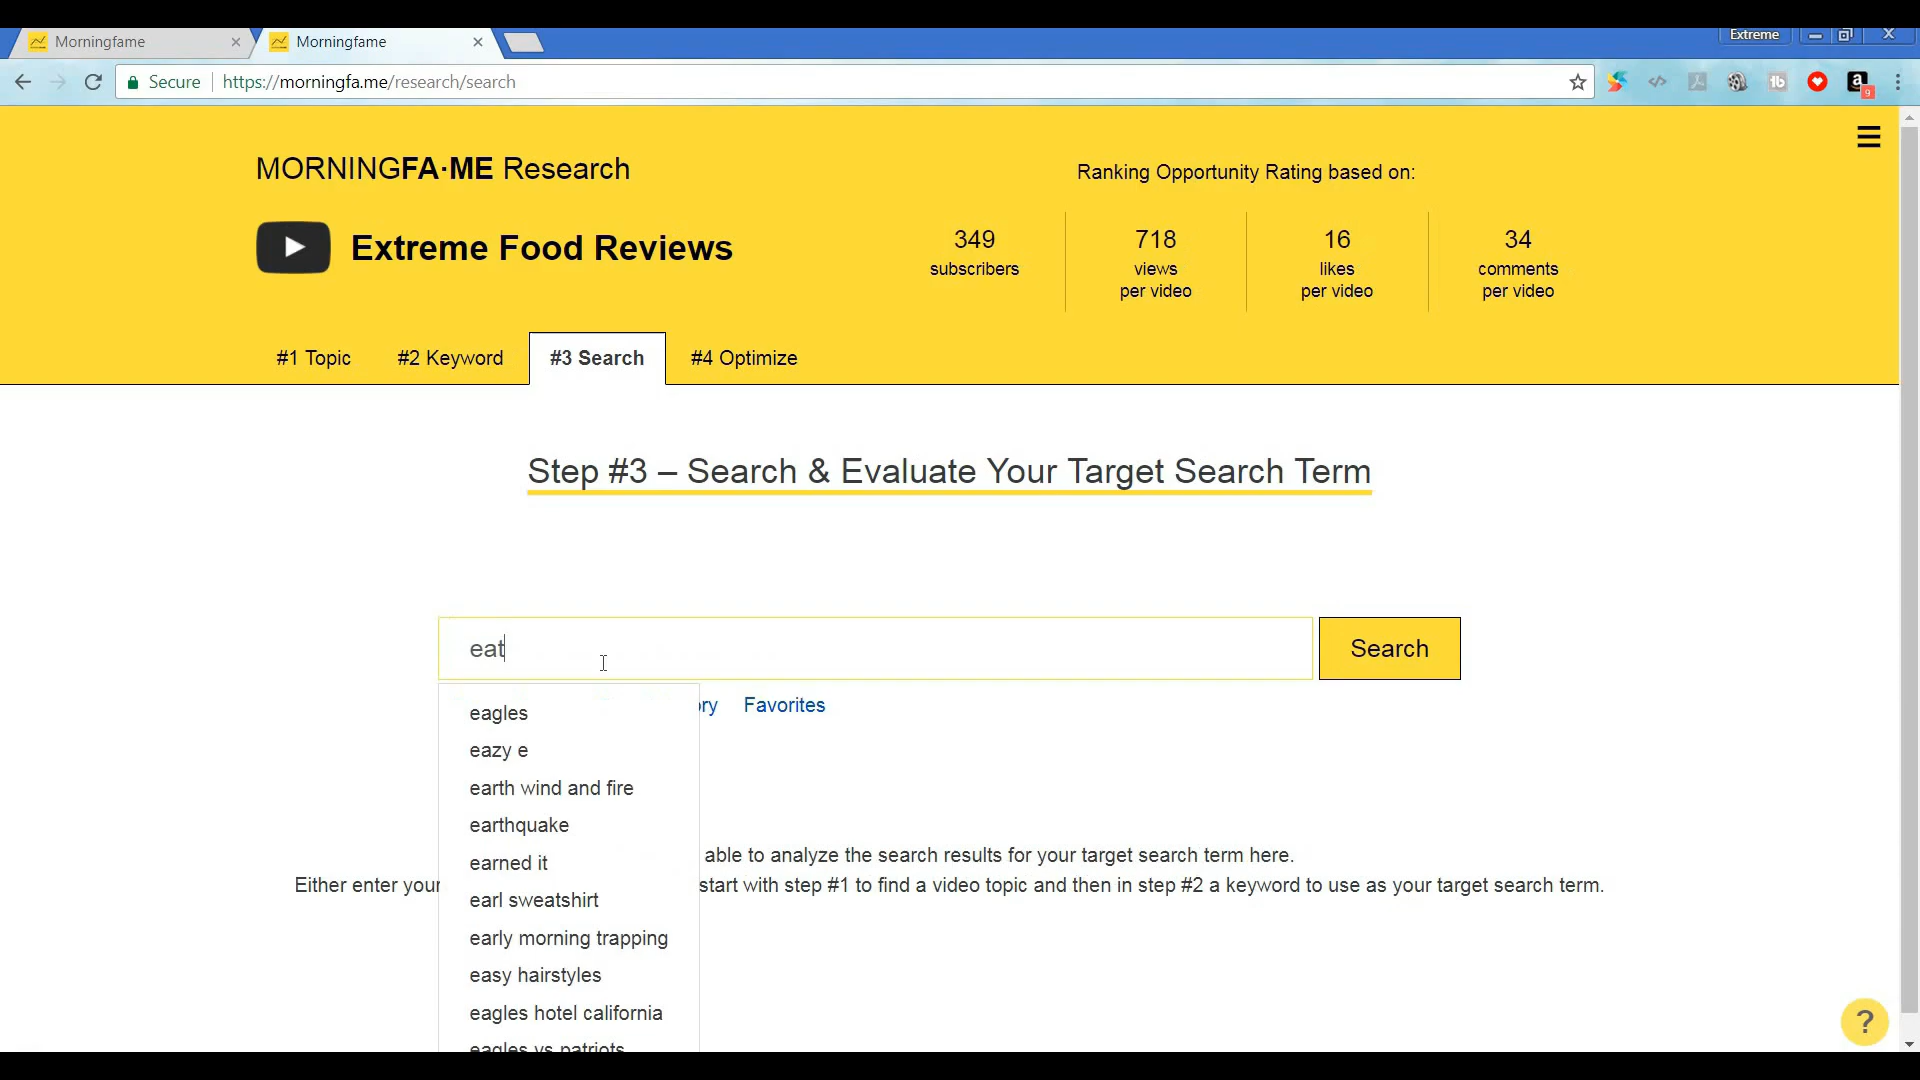 Morningfame
Morningfame
Extreme
Secure
https://morningfa.me/research/search
9
MORNINGFA·ME Research
Extreme Food Reviews
Ranking Opportunity Rating based on:
349
subscribers
718
views
per video
16
likes
per video
34
comments
per video
#1 Topic
#2 Keyword
#3 Search
#4 Optimize
Step #3 – Search & Evaluate Your Target Search Term
eat
Search
ory
Favorites
eagles
eazy e
earth wind and fire
earthquake
earned it
earl sweatshirt
early morning trapping
easy hairstyles
eagles hotel california
eagles vs patriots
able to analyze the search results for your target search term here.
Either enter your
start with step #1 to find a video topic and then in step #2 a keyword to use as your target search term.
?